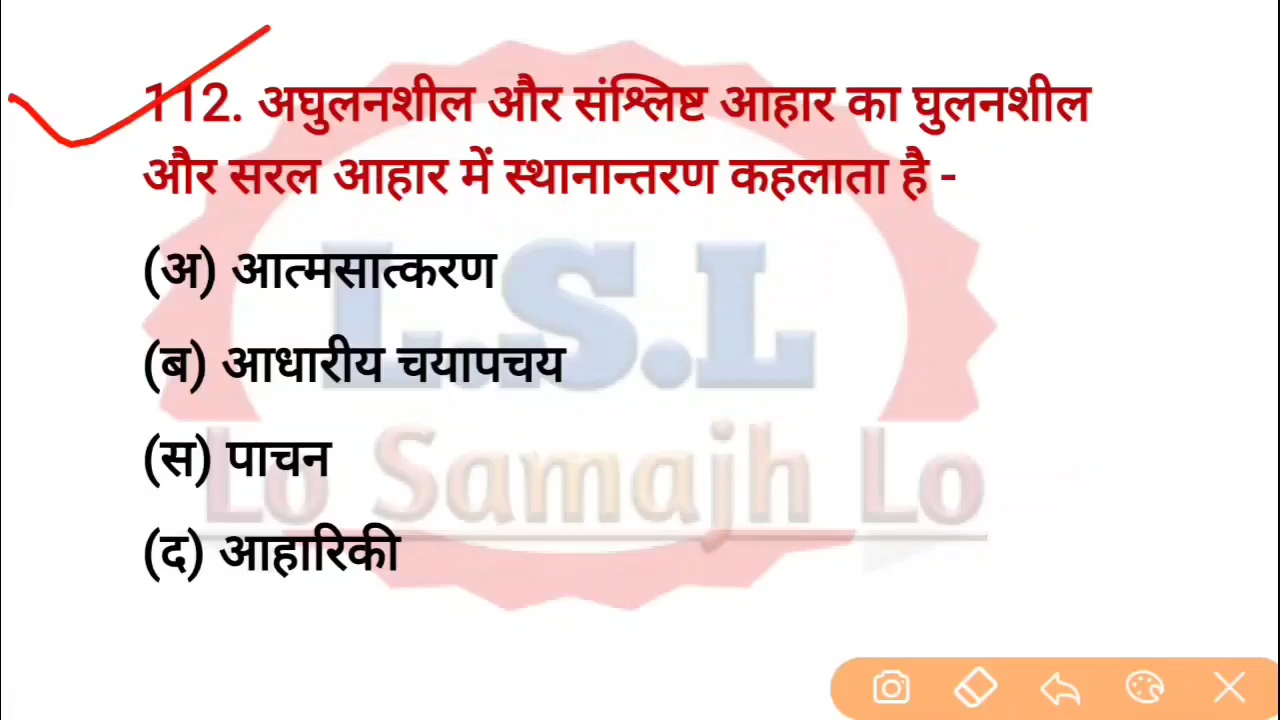 112. अघुलनशील और संश्लिष्ट आहार का घुलनशील
और सरल आहार में स्थानान्तरण कहलाता है -
(अ) आत्मसात्करण
(ब) आधारीय चयापचय
(स) पाचन
(द) आहारिकी
L.S.L
Lo Samajh Lo